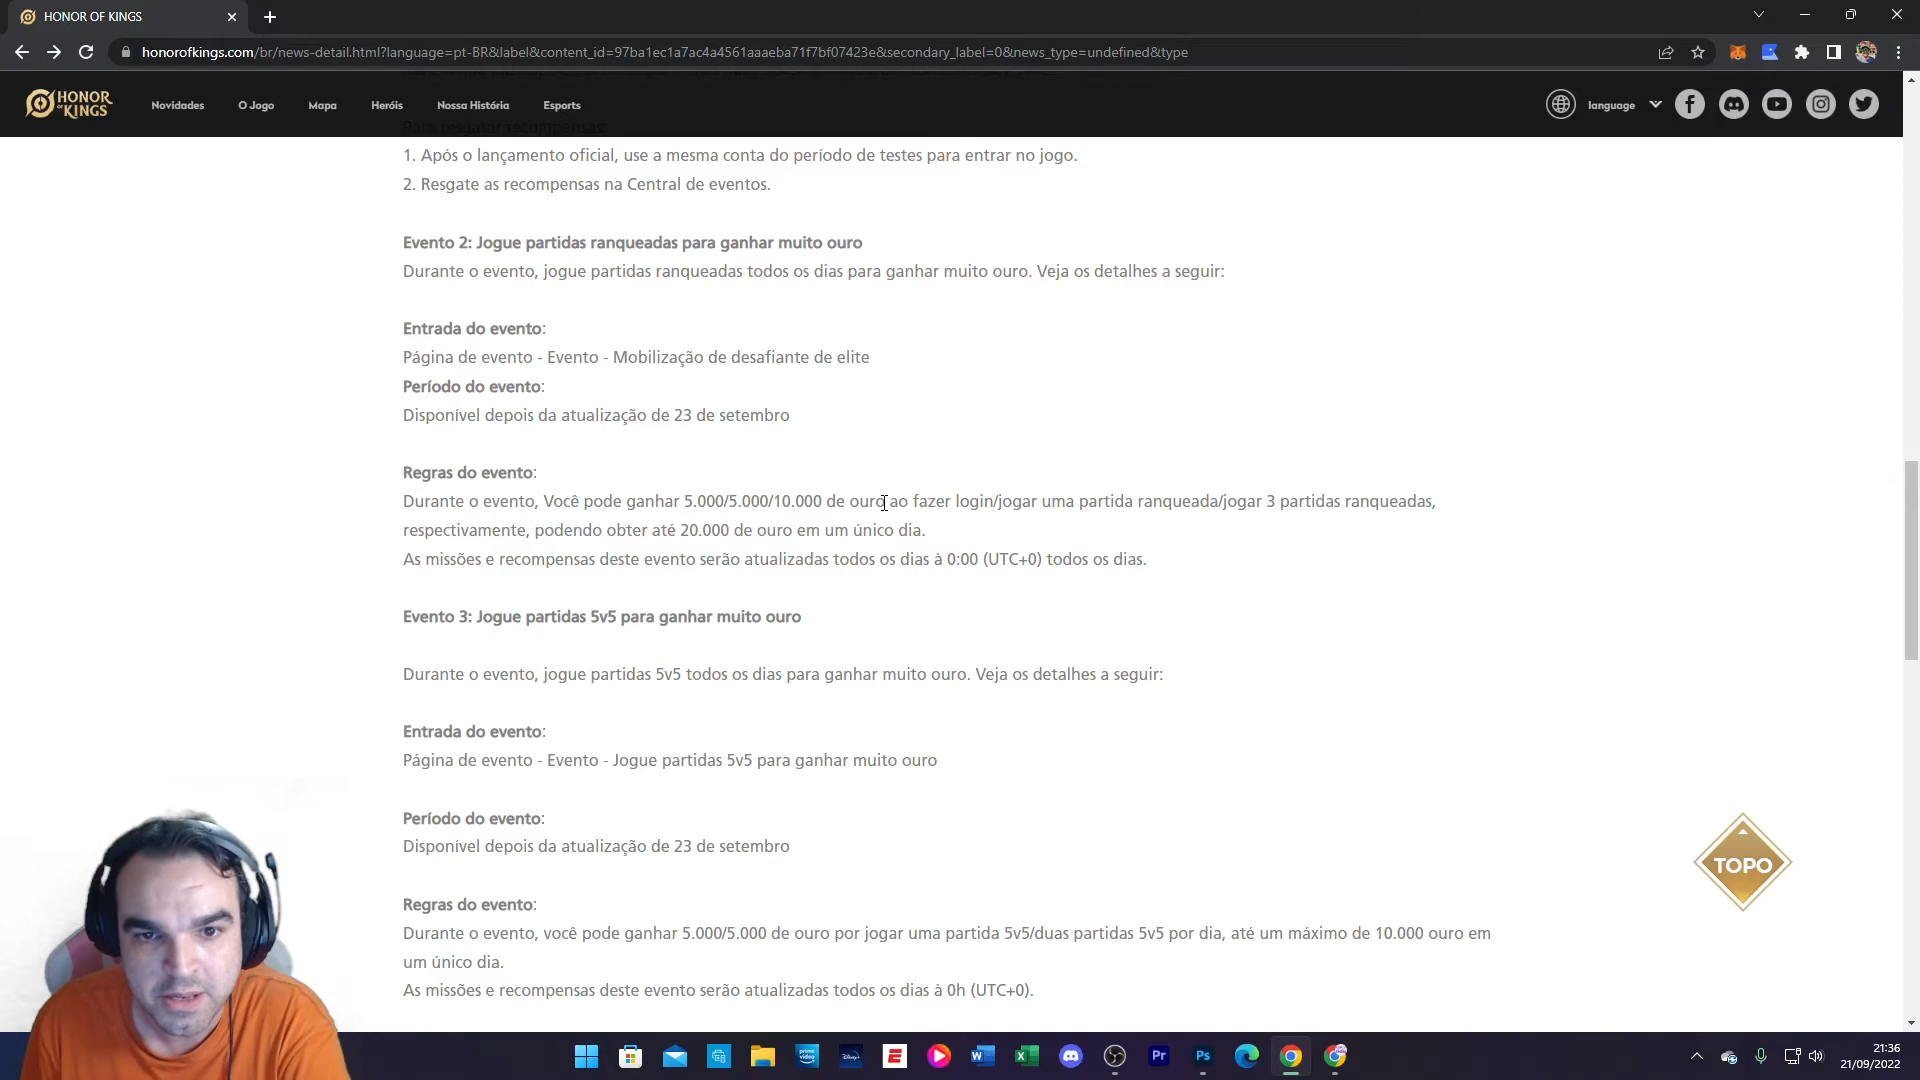 HONOR OF KINGS
honorofkings.com/br/news-detail.html?language=pt-BR&label&content_id=97ba1ec1a7ac4a4561aaaeba71f7bf07423e&secondary_label=0&news_type=undefined&type
HONOR OF KINGS
Novidades
O Jogo
Mapa
Heróis
Nossa História
Esports
language
Para resgatar recompensas:
1. Após o lançamento oficial, use a mesma conta do período de testes para entrar no jogo.
2. Resgate as recompensas na Central de eventos.
Evento 2: Jogue partidas ranqueadas para ganhar muito ouro
Durante o evento, jogue partidas ranqueadas todos os dias para ganhar muito ouro. Veja os detalhes a seguir:
Entrada do evento:
Página de evento - Evento - Mobilização de desafiante de elite
Período do evento:
Disponível depois da atualização de 23 de setembro
Regras do evento:
Durante o evento, Você pode ganhar 5.000/5.000/10.000 de ouro ao fazer login/jogar uma partida ranqueada/jogar 3 partidas ranqueadas,
respectivamente, podendo obter até 20.000 de ouro em um único dia.
As missões e recompensas deste evento serão atualizadas todos os dias à 0:00 (UTC+0) todos os dias.
Evento 3: Jogue partidas 5v5 para ganhar muito ouro
Durante o evento, jogue partidas 5v5 todos os dias para ganhar muito ouro. Veja os detalhes a seguir:
Entrada do evento:
Página de evento - Evento - Jogue partidas 5v5 para ganhar muito ouro
Período do evento:
Disponível depois da atualização de 23 de setembro
TOPO
Regras do evento:
Durante o evento, você pode ganhar 5.000/5.000 de ouro por jogar uma partida 5v5/duas partidas 5v5 por dia, até um máximo de 10.000 ouro em
um único dia.
As missões e recompensas deste evento serão atualizadas todos os dias à 0h (UTC+0).
prime video
Disney+
E
W
X
Pr
Ps
21:36
21/09/2022